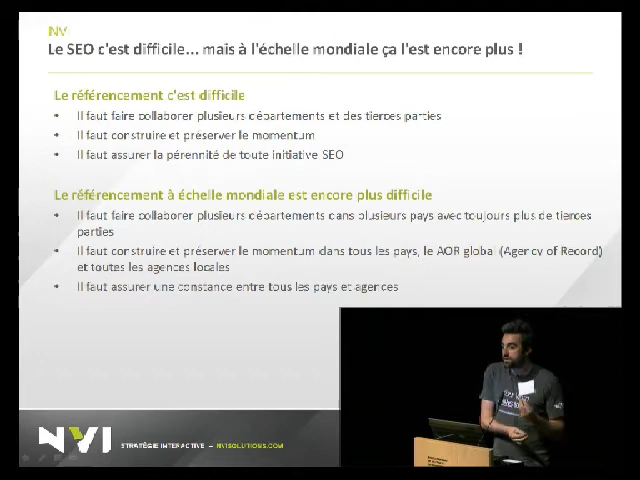 NVI
Le SEO c'est difficile... mais à l'échelle mondiale ça l'est encore plus !
Le référencement c'est difficile
• Il faut faire collaborer plusieurs départements et des tierces parties
• Il faut construire et préserver le momentum
• Il faut assurer la pérennité de toute initiative SEO
Le référencement à échelle mondiale est encore plus difficile
• Il faut faire collaborer plusieurs départements dans plusieurs pays avec toujours plus de tierces
parties
• Il faut construire et préserver le momentum dans tous les pays, le AOR global (Agency of Record)
et toutes les agences locales
• Il faut assurer une constance entre tous les pays et agences
NVI STRATÉGIE INTERACTIVE – NVISOLUTIONS.COM